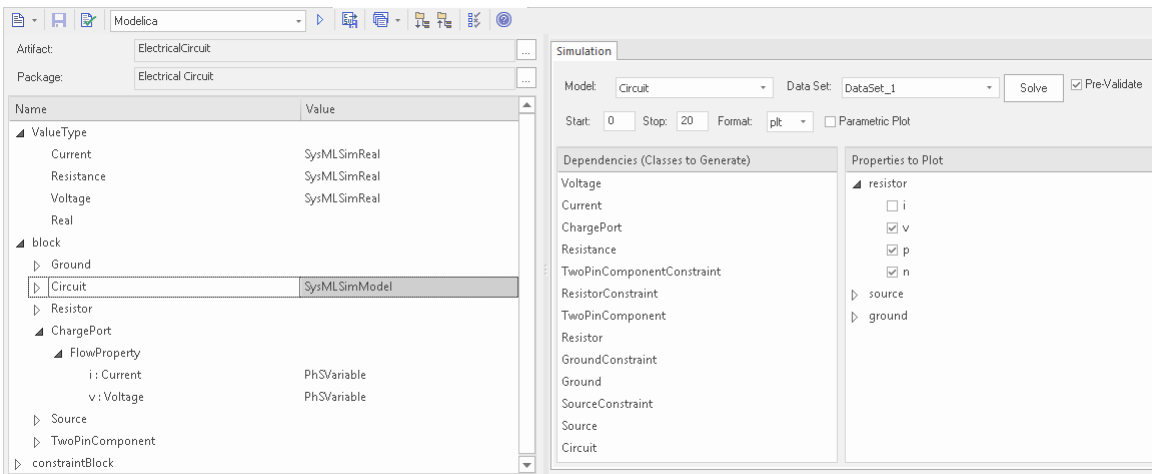 Modelica
Artifact: ElectricalCircuit ...
Package: Electrical Circuit ...
Name Value
ValueType
Current SysMLSimReal
Resistance SysMLSimReal
Voltage SysMLSimReal
Real
block
Ground
Circuit SysMLSimModel
Resistor
ChargePort
FlowProperty
i : Current PhSVariable
v : Voltage PhSVariable
Source
TwoPinComponent
constraintBlock
Simulation
Model: Circuit Data Set: DataSet_1 Solve Pre-Validate
Start: 0 Stop: 20 Format: plt Parametric Plot
Dependencies (Classes to Generate)
Voltage
Current
ChargePort
Resistance
TwoPinComponentConstraint
ResistorConstraint
TwoPinComponent
Resistor
GroundConstraint
Ground
SourceConstraint
Source
Circuit
Properties to Plot
resistor
i
v
p
n
source
ground